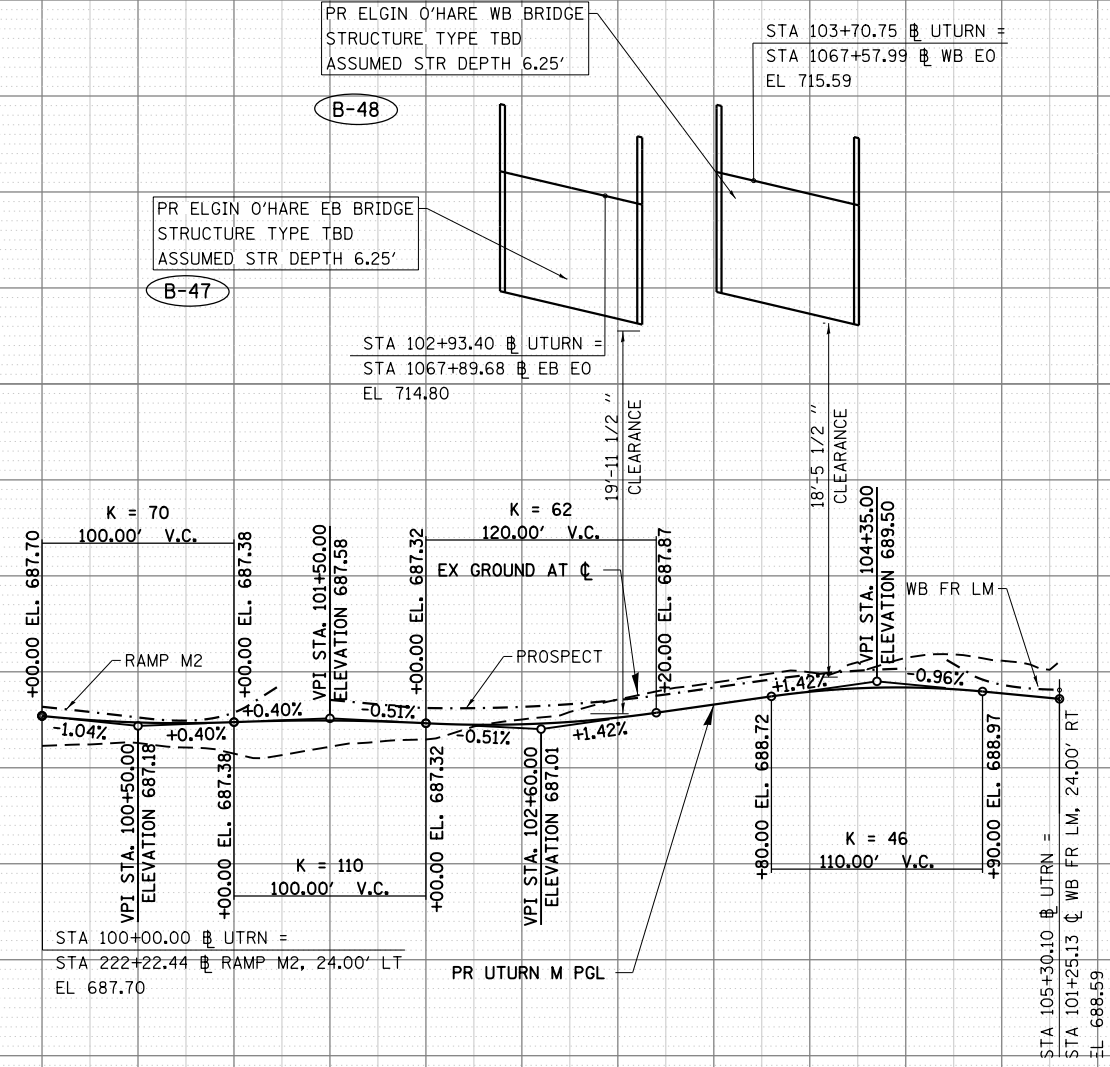 PR ELGIN O'HARE WB BRIDGE
STRUCTURE TYPE TBD
ASSUMED STR DEPTH 6.25'
B-48
STA 103+70.75 ⅊ UTURN =
STA 1067+57.99 ⅊ WB EO
EL 715.59
PR ELGIN O'HARE EB BRIDGE
STRUCTURE TYPE TBD
ASSUMED STR DEPTH 6.25'
B-47
STA 102+93.40 ⅊ UTURN =
STA 1067+89.68 ⅊ EB EO
EL 714.80
19'-11 1/2 "
CLEARANCE
18'-5 1/2 "
CLEARANCE
K = 70
100.00' V.C.
+00.00 EL. 687.70
+00.00 EL. 687.38
VPI STA. 101+50.00
ELEVATION 687.58
+00.00 EL. 687.32
K = 62
120.00' V.C.
+20.00 EL. 687.87
EX GROUND AT ℄
VPI STA. 104+35.00
ELEVATION 689.50
WB FR LM
RAMP M2
PROSPECT
-1.04%
+0.40%
+0.40%
-0.51%
-0.51%
+1.42%
+1.42%
-0.96%
VPI STA. 100+50.00
ELEVATION 687.18
+00.00 EL. 687.38
K = 110
100.00' V.C.
+00.00 EL. 687.32
VPI STA. 102+60.00
ELEVATION 687.01
+80.00 EL. 688.72
K = 46
110.00' V.C.
+90.00 EL. 688.97
STA 100+00.00 ⅊ UTRN =
STA 222+22.44 ⅊ RAMP M2, 24.00' LT
EL 687.70
PR UTURN M PGL
STA 105+30.10 ⅊ UTRN =
STA 101+25.13 ℄ WB FR LM, 24.00' RT
EL 688.59